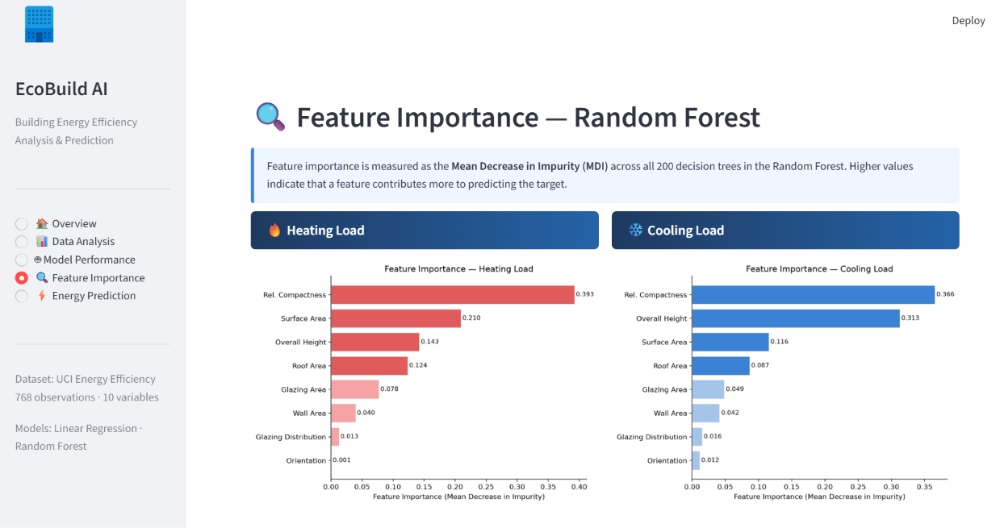 Deploy
EcoBuild AI
Building Energy Efficiency
Analysis & Prediction
Overview
Data Analysis
Model Performance
Feature Importance
Energy Prediction
Dataset: UCI Energy Efficiency
768 observations · 10 variables
Models: Linear Regression ·
Random Forest
Feature Importance — Random Forest
Feature importance is measured as the Mean Decrease in Impurity (MDI) across all 200 decision trees in the Random Forest. Higher values
indicate that a feature contributes more to predicting the target.
Heating Load
Feature Importance — Heating Load
Rel. Compactness 0.393
Surface Area 0.210
Overall Height 0.143
Roof Area 0.124
Glazing Area 0.078
Wall Area 0.040
Glazing Distribution 0.013
Orientation 0.001
0.00 0.05 0.10 0.15 0.20 0.25 0.30 0.35 0.40
Feature Importance (Mean Decrease in Impurity)
Cooling Load
Feature Importance — Cooling Load
Rel. Compactness 0.366
Overall Height 0.313
Surface Area 0.116
Roof Area 0.087
Glazing Area 0.049
Wall Area 0.042
Glazing Distribution 0.016
Orientation 0.012
0.00 0.05 0.10 0.15 0.20 0.25 0.30 0.35
Feature Importance (Mean Decrease in Impurity)